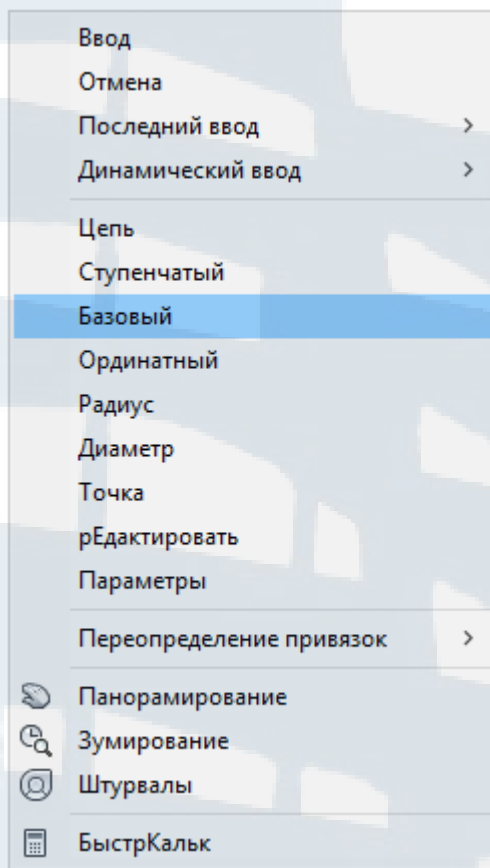 Ввод
Отмена
Последний ввод
Динамический ввод
Цепь
Ступенчатый
Базовый
Ординатный
Радиус
Диаметр
Точка
рЕдактировать
Параметры
Переопределение привязок
Панорамирование
Зумирование
Штурвалы
БыстрКальк